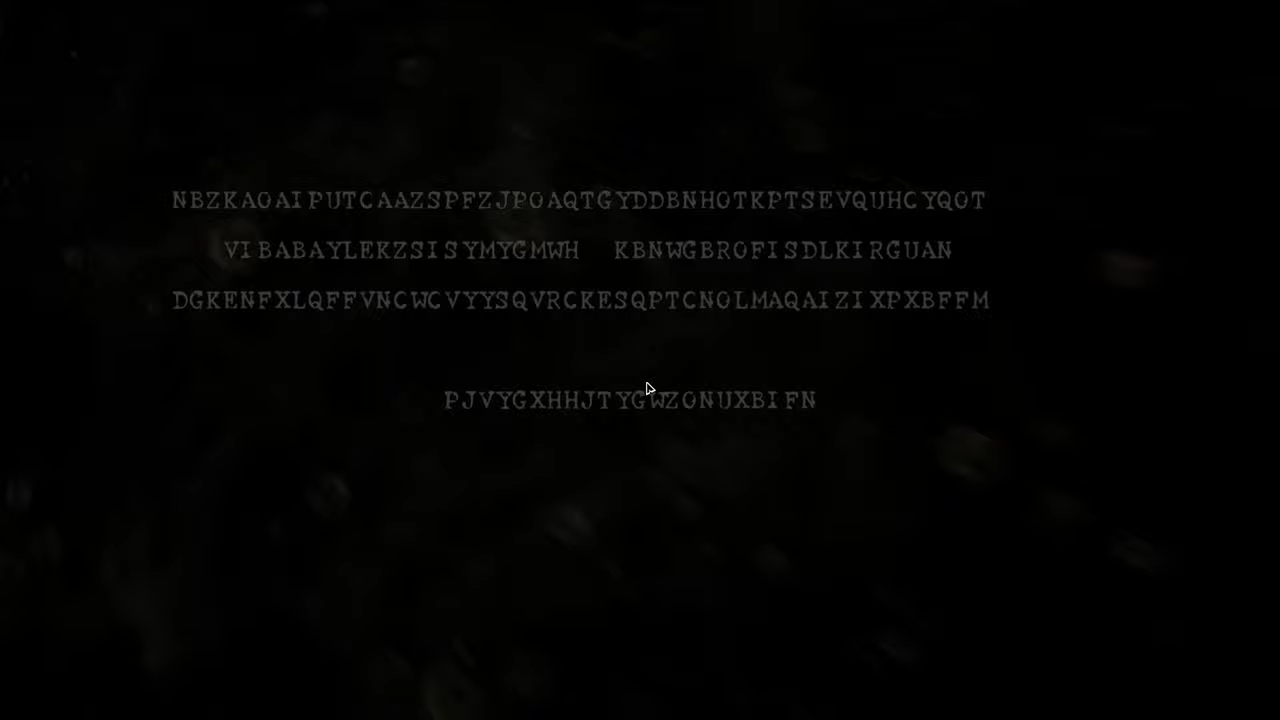 NBZKAOAIPUTCAAZSPFZJPOAQTGYDDBNHOTKPTSEVQUHCYQOT
VIBABAYLEKZSISYMYGMWH KBNWGBROFISDLKIRGUAN
DGKENFXLQFFVNCWCVYYSQVRCKESQPTCNOLMAQAIZIXPXBFFM
PJVYGXHHJTYGWZONUXBIFN